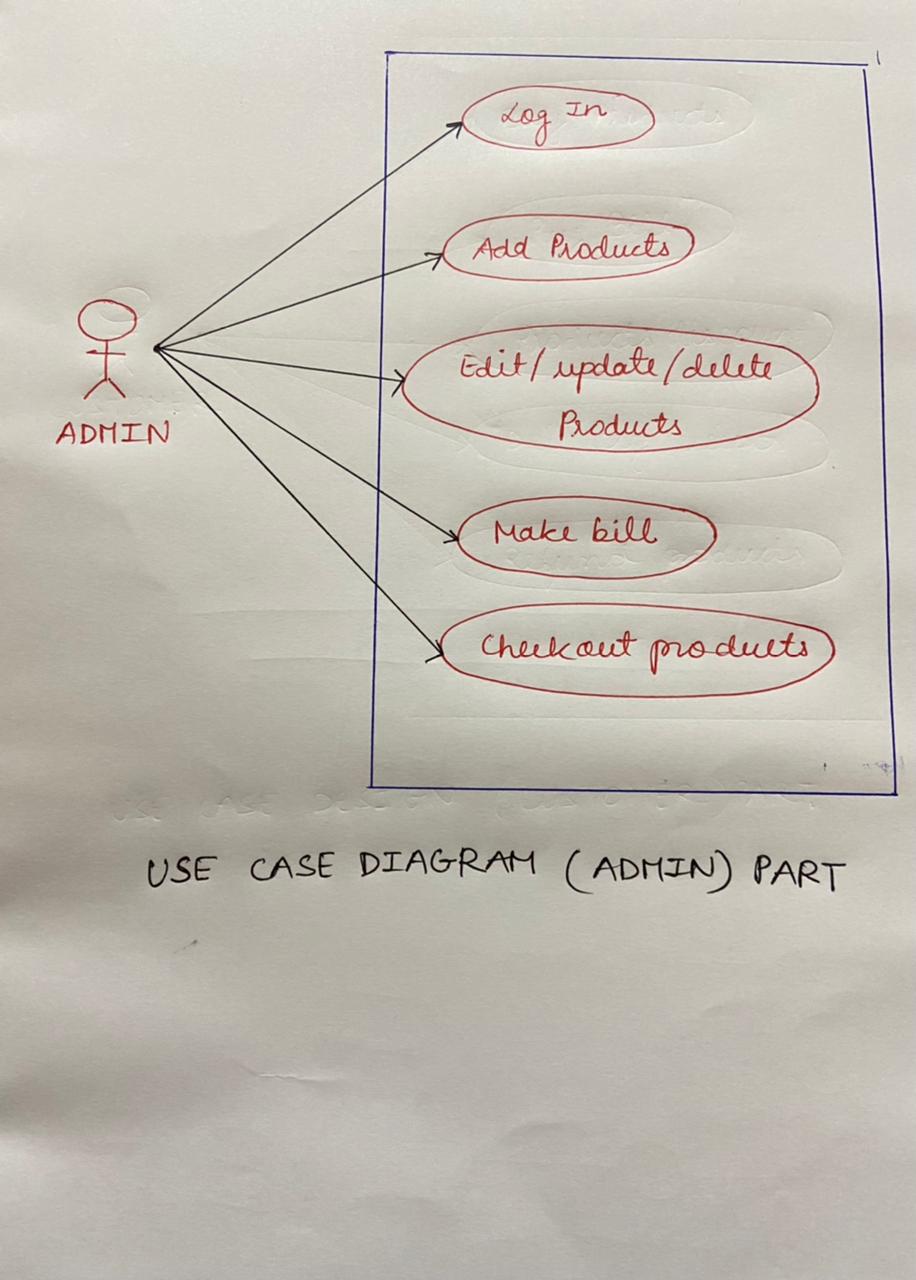 Log In
Add Products
Edit/update/delete
Products
ADMIN
Make bill
Checkout products
USE CASE DIAGRAM (ADMIN) PART